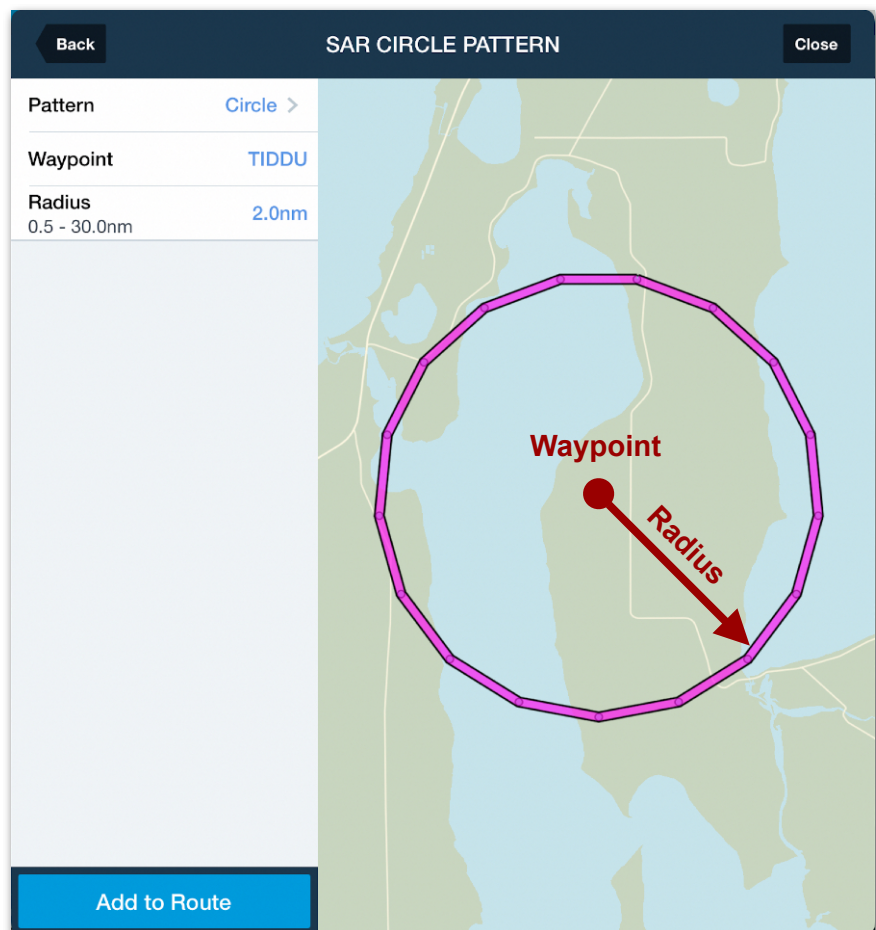 Back
SAR CIRCLE PATTERN
Close
Pattern
Circle
Waypoint
TIDDU
Radius
0.5 - 30.0nm
2.0nm
Waypoint
Radius
Add to Route